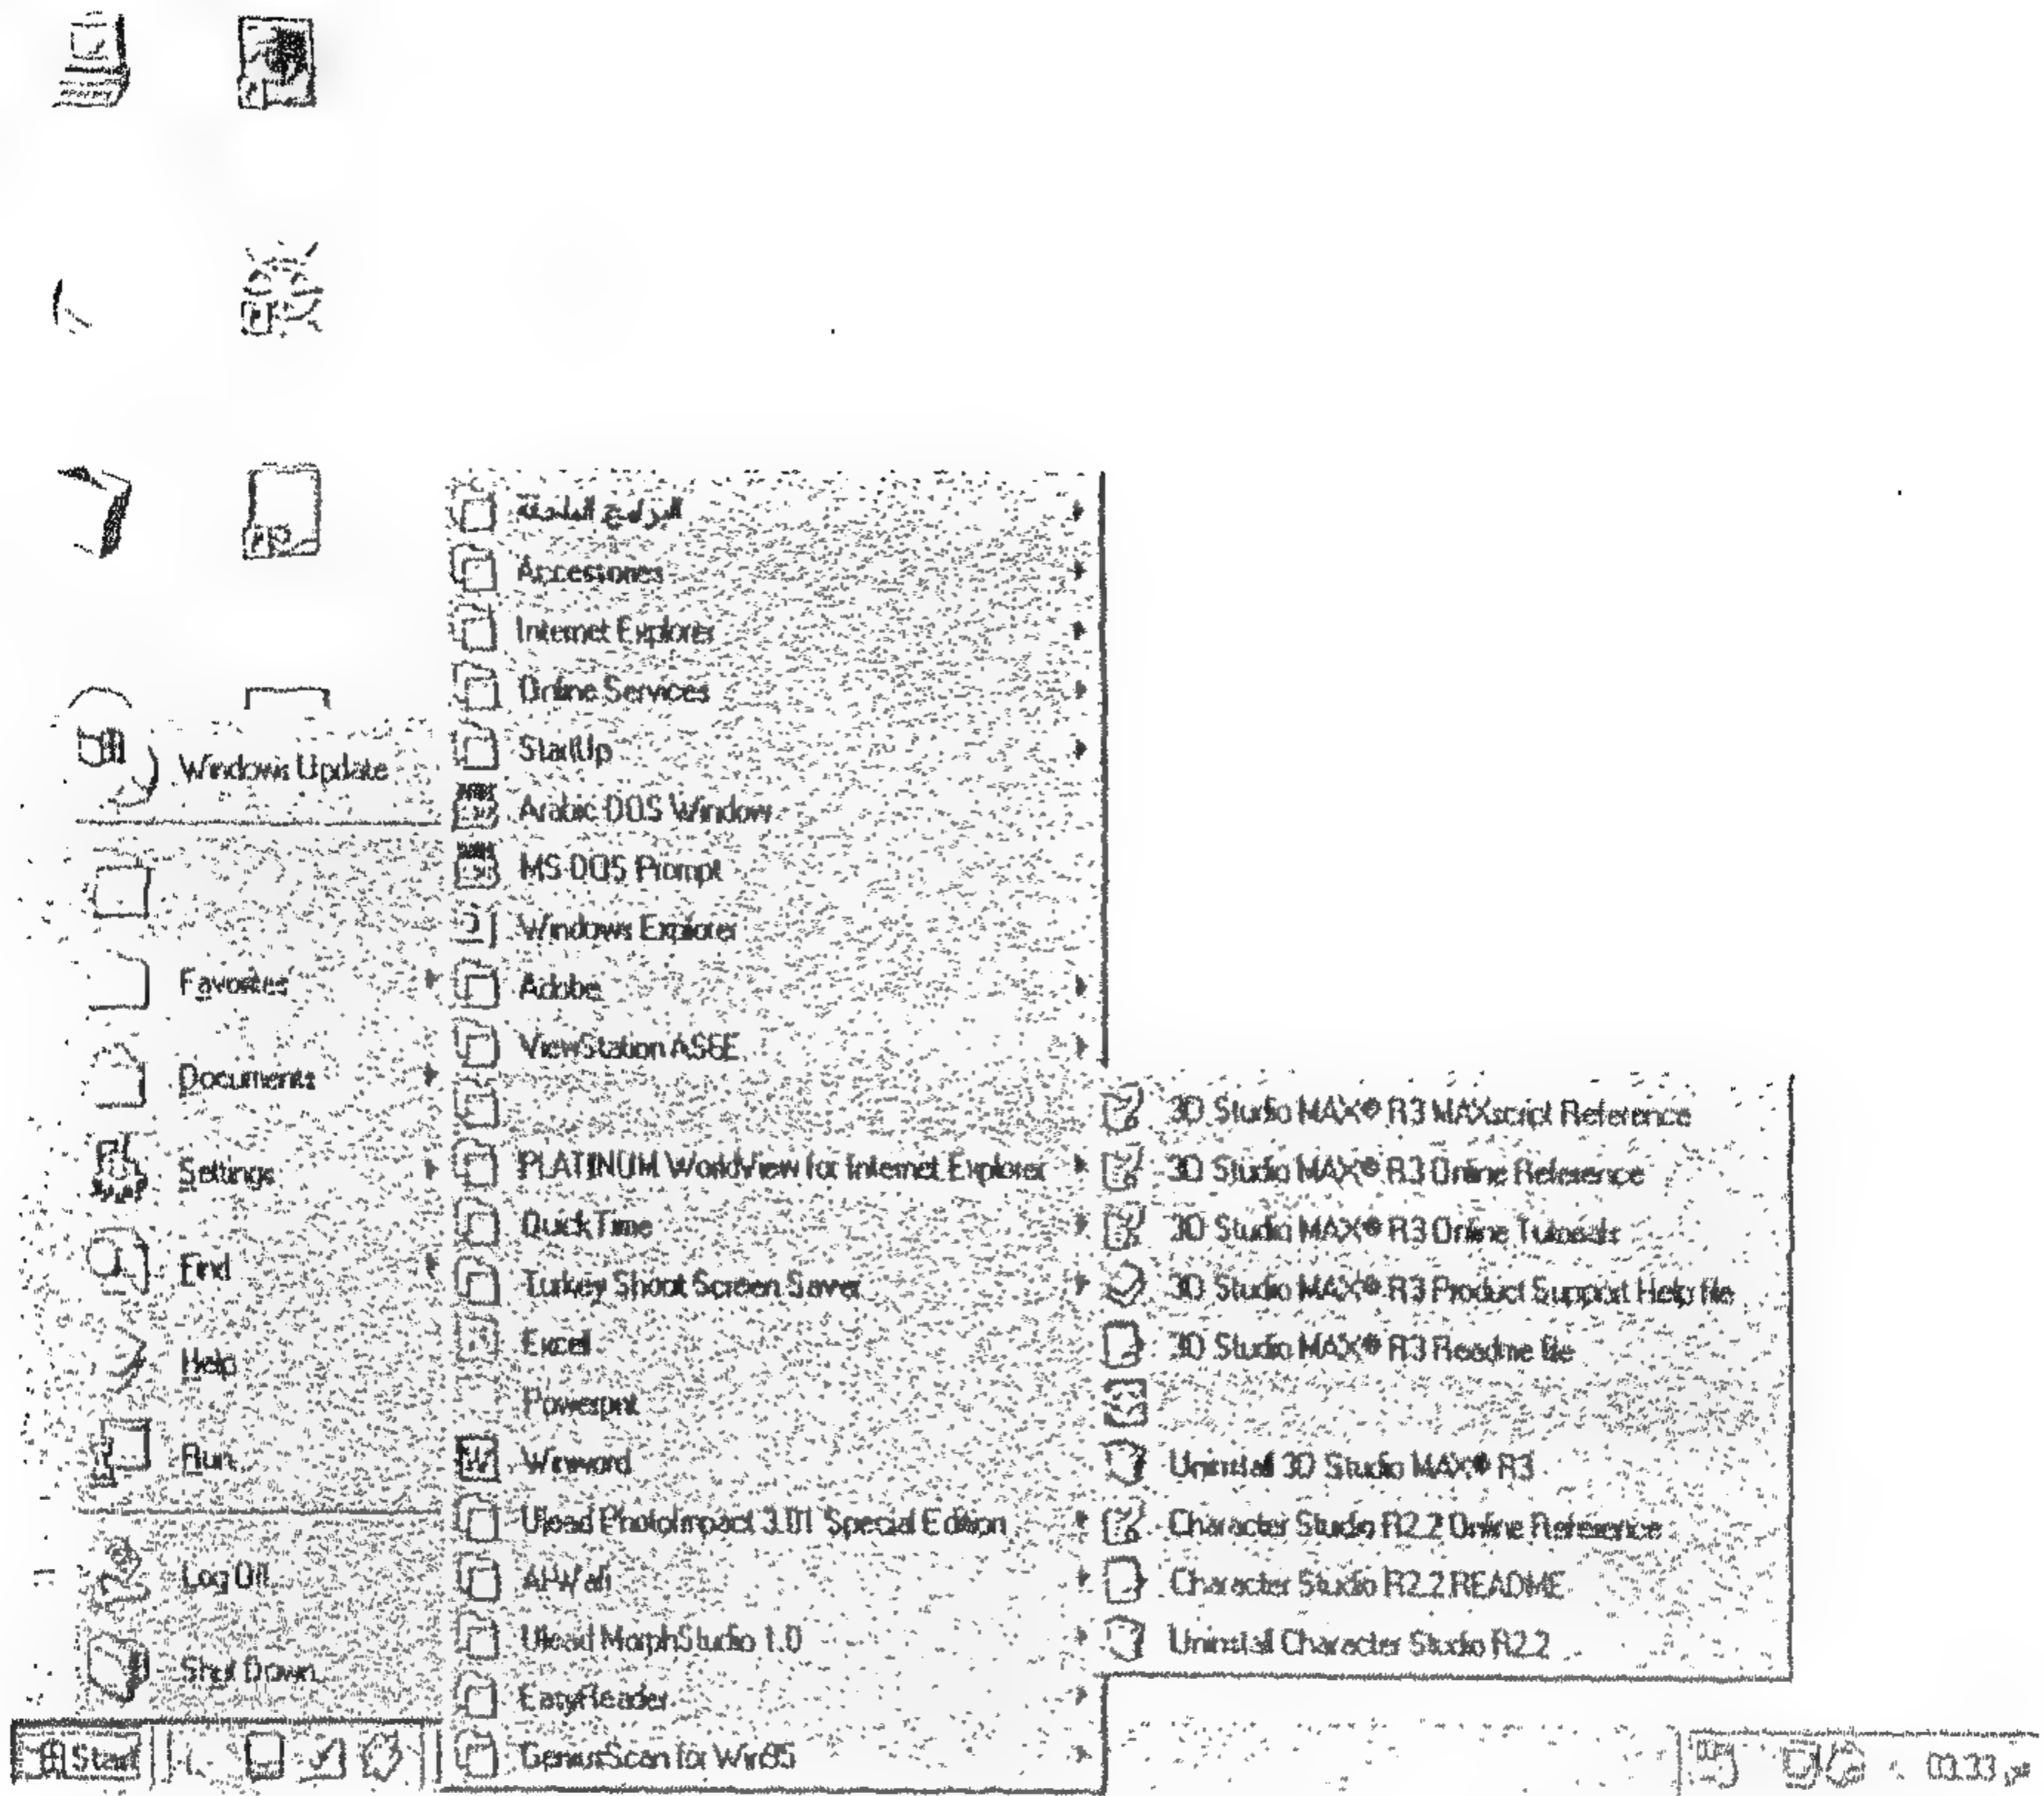 البرامج الملحقة
Accessories
Internet Explorer
Online Services
StartUp
Arabic DOS Window
MS-DOS Prompt
Windows Explorer
Adobe
ViewStation AS6E
PLATINUM WorldView for Internet Explorer
QuickTime
Turkey Shoot Screen Saver
Excel
Powerpnt
Winword
Ulead PhotoImpact 3.01 Special Edition
Ulead MorphStudio 1.0
EasyReader
GeniusScan for Win95
Windows Update
Favorites
Documents
Settings
Find
Help
Run...
Log Off...
Shut Down...
Start
3D Studio MAX® R3 MAXscript Reference
3D Studio MAX® R3 Online Reference
3D Studio MAX® R3 Online Tutorials
3D Studio MAX® R3 Product Support Help file
3D Studio MAX® R3 Readme file
Uninstall 3D Studio MAX® R3
Character Studio R2.2 Online Reference
Character Studio R2.2 README
Uninstall Character Studio R2.2
03:33 ص